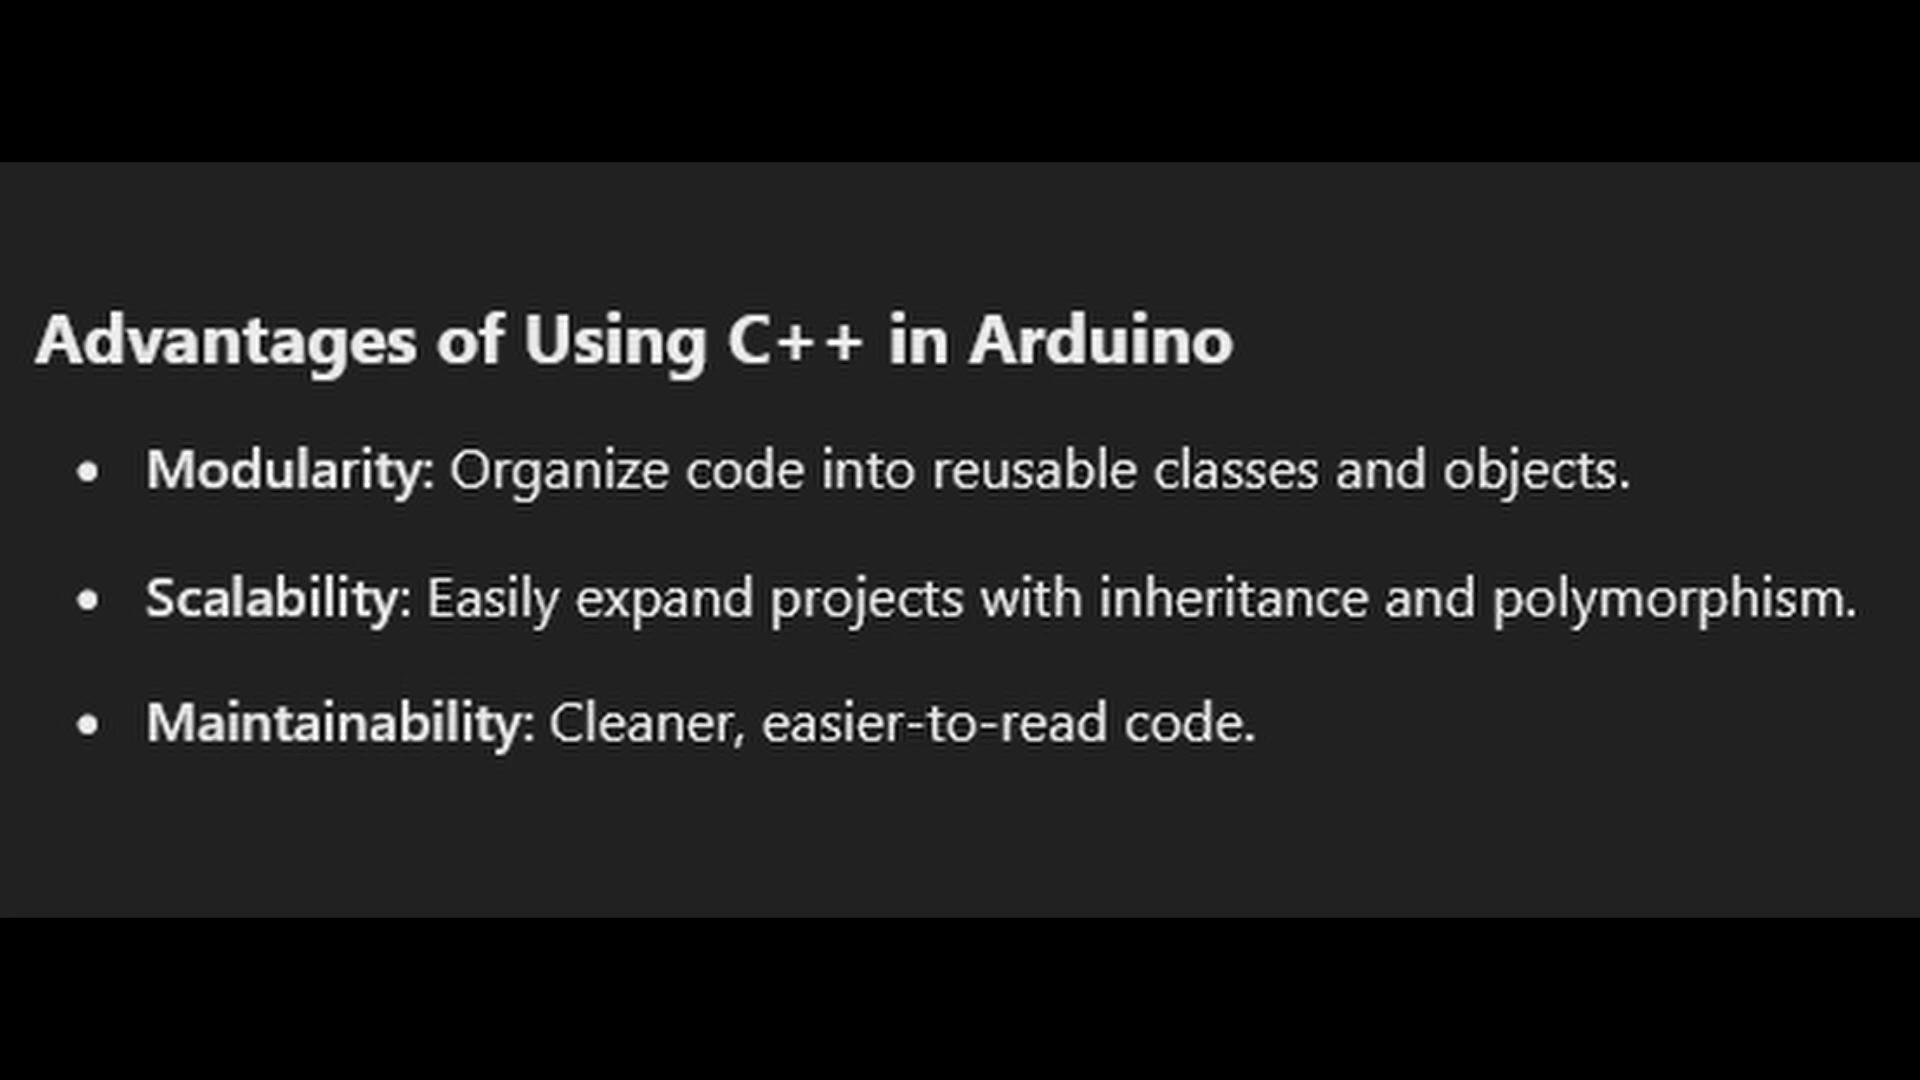 Advantages of Using C++ in Arduino
• Modularity: Organize code into reusable classes and objects.
• Scalability: Easily expand projects with inheritance and polymorphism.
• Maintainability: Cleaner, easier-to-read code.